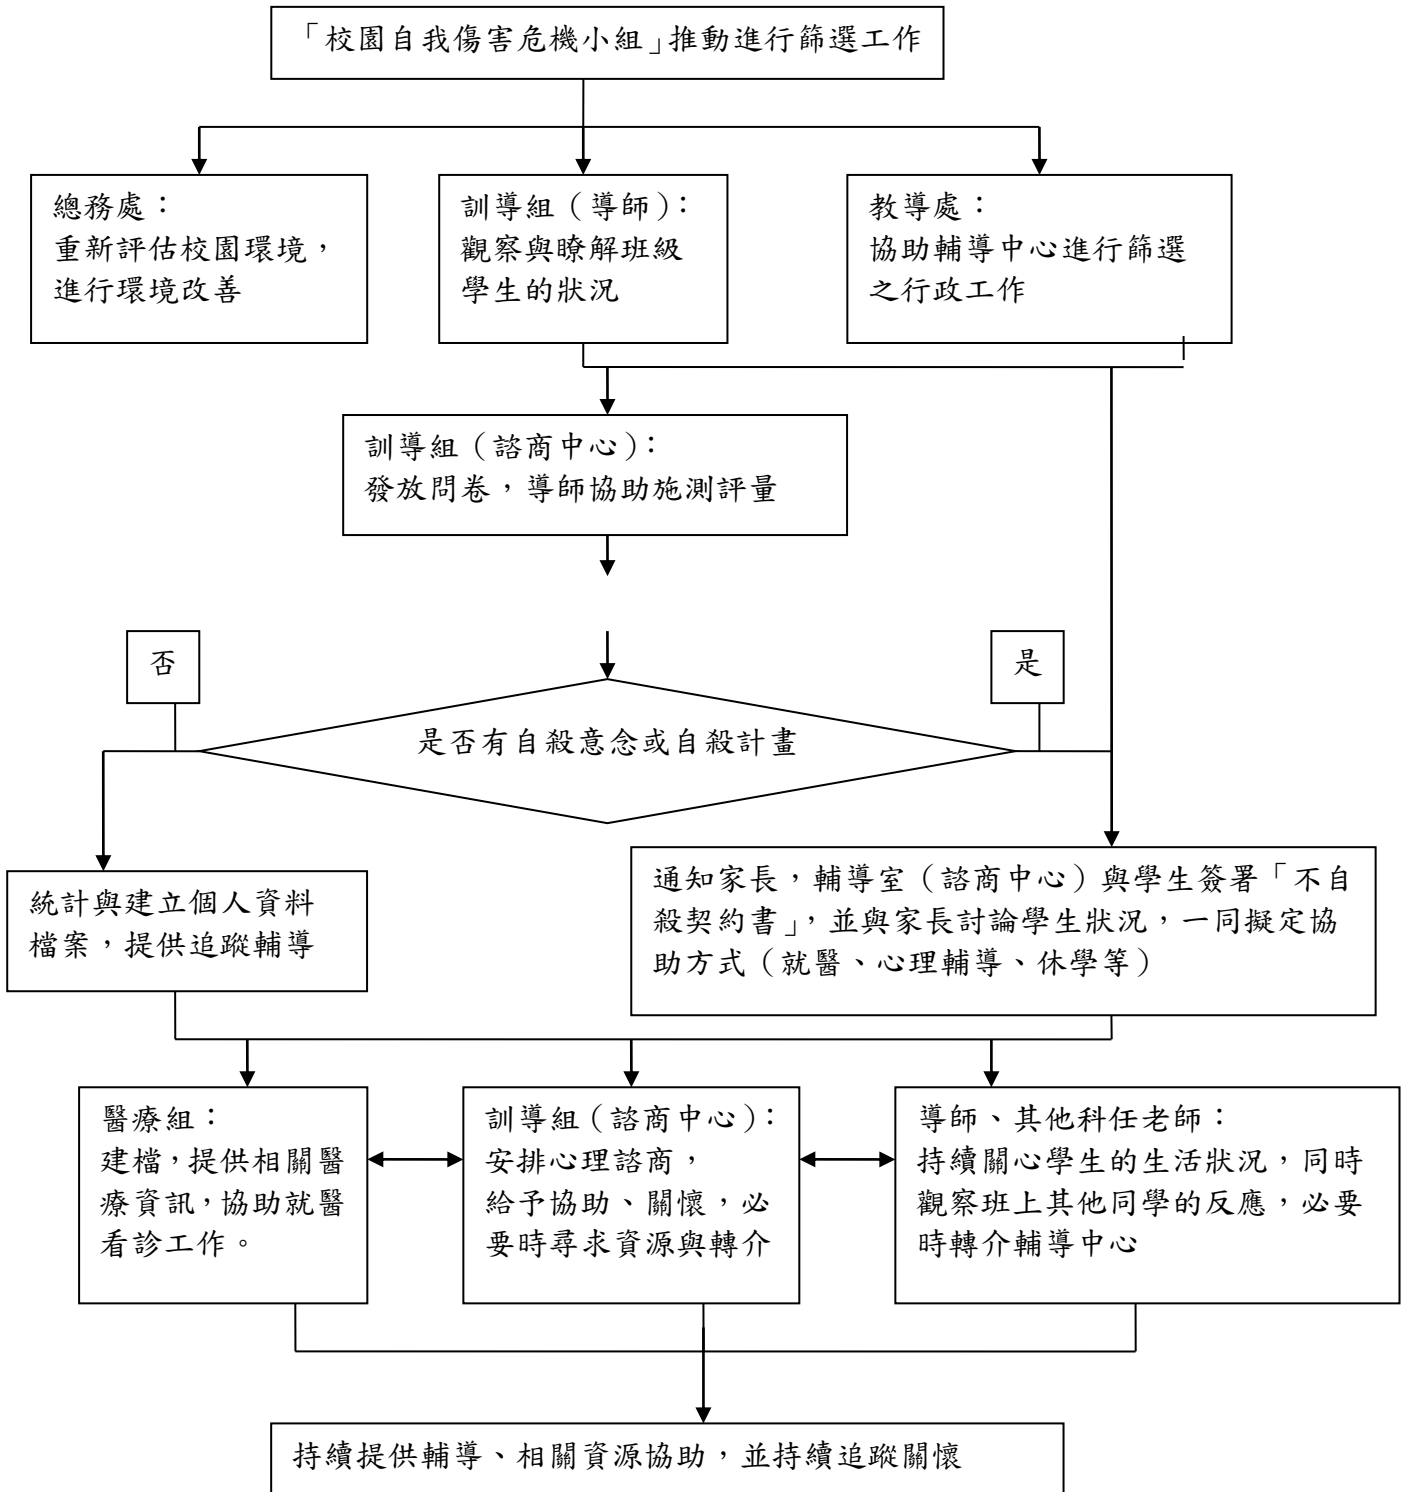 「校園自我傷害危機小組」推動進行篩選工作
總務處：
重新評估校園環境，
進行環境改善
訓導組（導師）：
觀察與瞭解班級
學生的狀況
教導處：
協助輔導中心進行篩選
之行政工作
訓導組（諮商中心）：
發放問卷，導師協助施測評量
否
是
是否有自殺意念或自殺計畫
統計與建立個人資料
檔案，提供追蹤輔導
通知家長，輔導室（諮商中心）與學生簽署「不自
殺契約書」，並與家長討論學生狀況，一同擬定協
助方式（就醫、心理輔導、休學等）
醫療組：
建檔，提供相關醫
療資訊，協助就醫
看診工作。
訓導組（諮商中心）：
安排心理諮商，
給予協助、關懷，必
要時尋求資源與轉介
導師、其他科任老師：
持續關心學生的生活狀況，同時
觀察班上其他同學的反應，必要
時轉介輔導中心
持續提供輔導、相關資源協助，並持續追蹤關懷